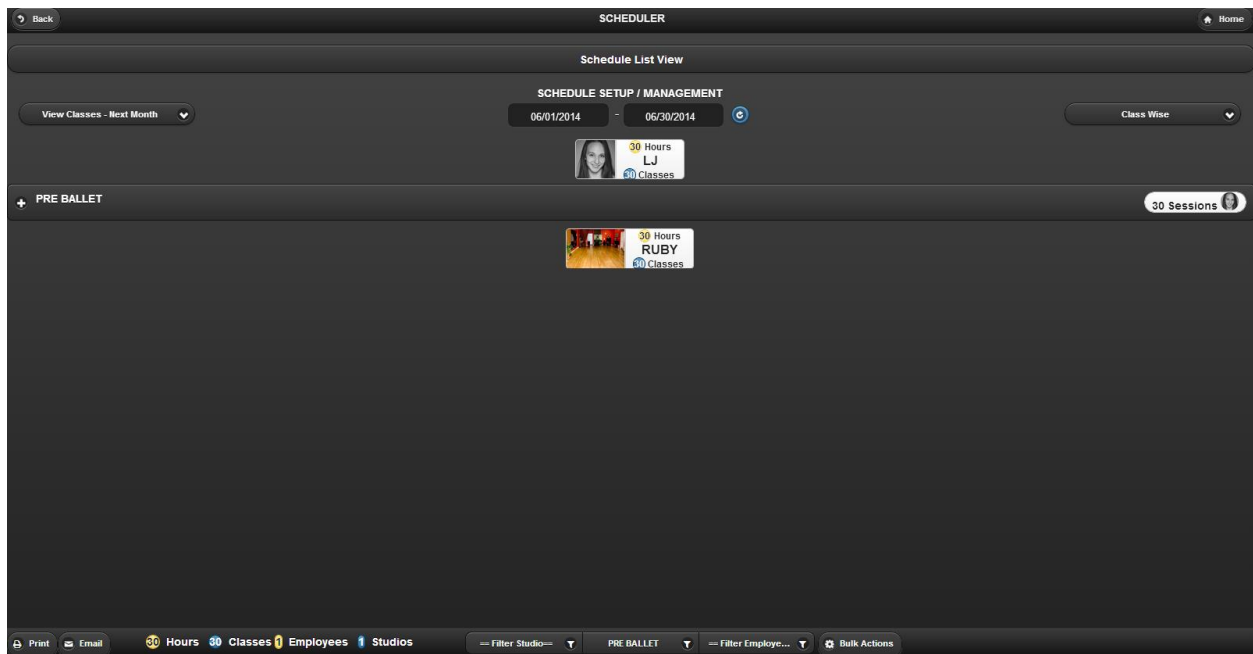 Back
SCHEDULER
Home
Schedule List View
SCHEDULE SETUP / MANAGEMENT
View Classes - Next Month
06/01/2014 - 06/30/2014
Class Wise
30 Hours
LJ
30 Classes
PRE BALLET
30 Sessions
30 Hours
RUBY
30 Classes
Print Email 30 Hours 30 Classes 1 Employees 1 Studios == Filter Studio== PRE BALLET == Filter Employe... Bulk Actions